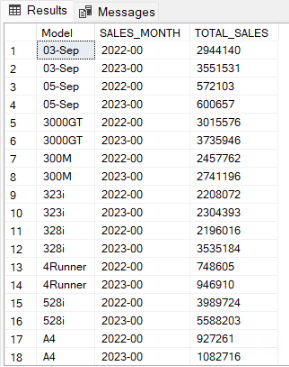 Results Messages
Model SALES_MONTH TOTAL_SALES
1 03-Sep 2022-00 2944140
2 03-Sep 2023-00 3551531
3 05-Sep 2022-00 572103
4 05-Sep 2023-00 600657
5 3000GT 2022-00 3015576
6 3000GT 2023-00 3735946
7 300M 2022-00 2457762
8 300M 2023-00 2741196
9 323i 2022-00 2208072
10 323i 2023-00 2304393
11 328i 2022-00 2196016
12 328i 2023-00 3535184
13 4Runner 2022-00 748605
14 4Runner 2023-00 946910
15 528i 2022-00 3989724
16 528i 2023-00 5588203
17 A4 2022-00 927261
18 A4 2023-00 1082716